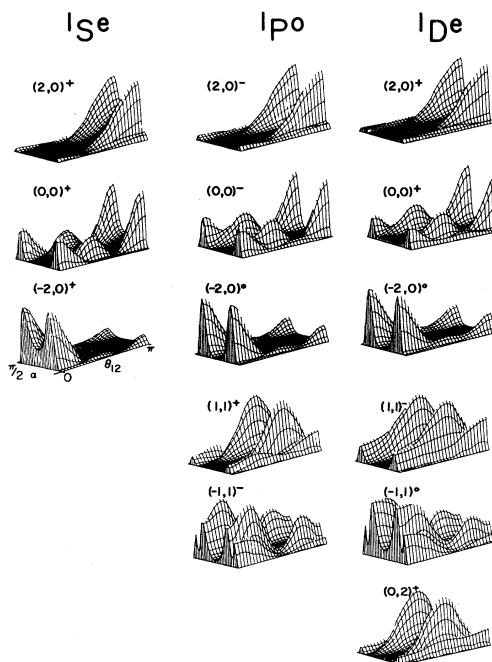 1Se 1Po 1De
(2,0)+ (2,0)- (2,0)+
(0,0)+ (0,0)- (0,0)+
(-2,0)+ (-2,0)o (-2,0)o
π/2 α 0 θ12 π
(1,1)+ (1,1)-
(-1,1)- (-1,1)o
(0,2)+